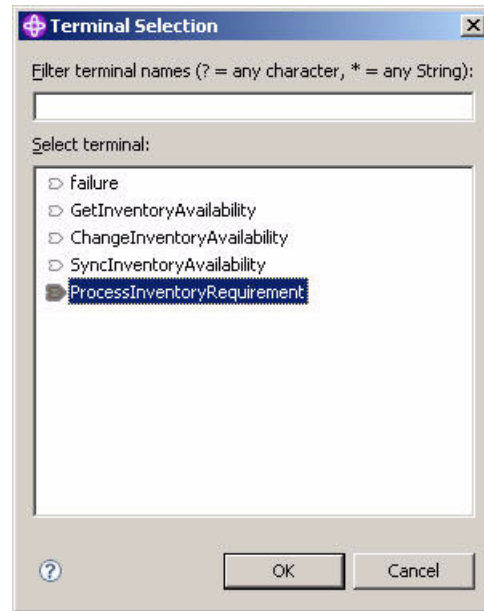 Terminal Selection
Filter terminal names (? = any character, * = any String):
Select terminal:
failure
GetInventoryAvailability
ChangeInventoryAvailability
SyncInventoryAvailability
ProcessInventoryRequirement
OK
Cancel